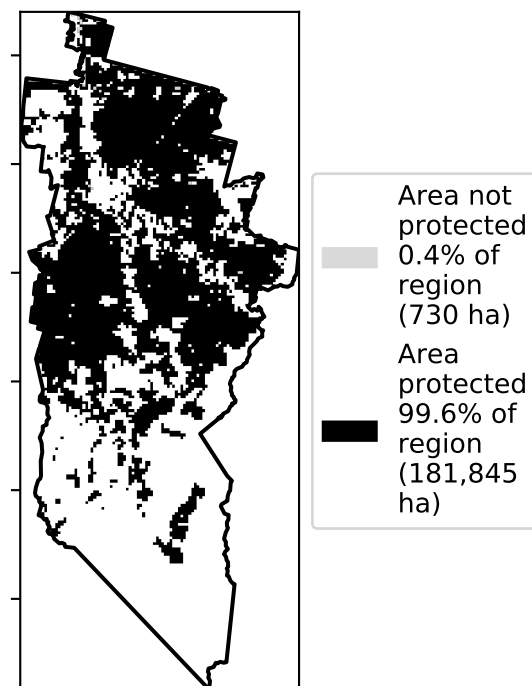 Area not
protected
0.4% of
region
(730 ha)
Area
protected
99.6% of
region
(181,845
ha)